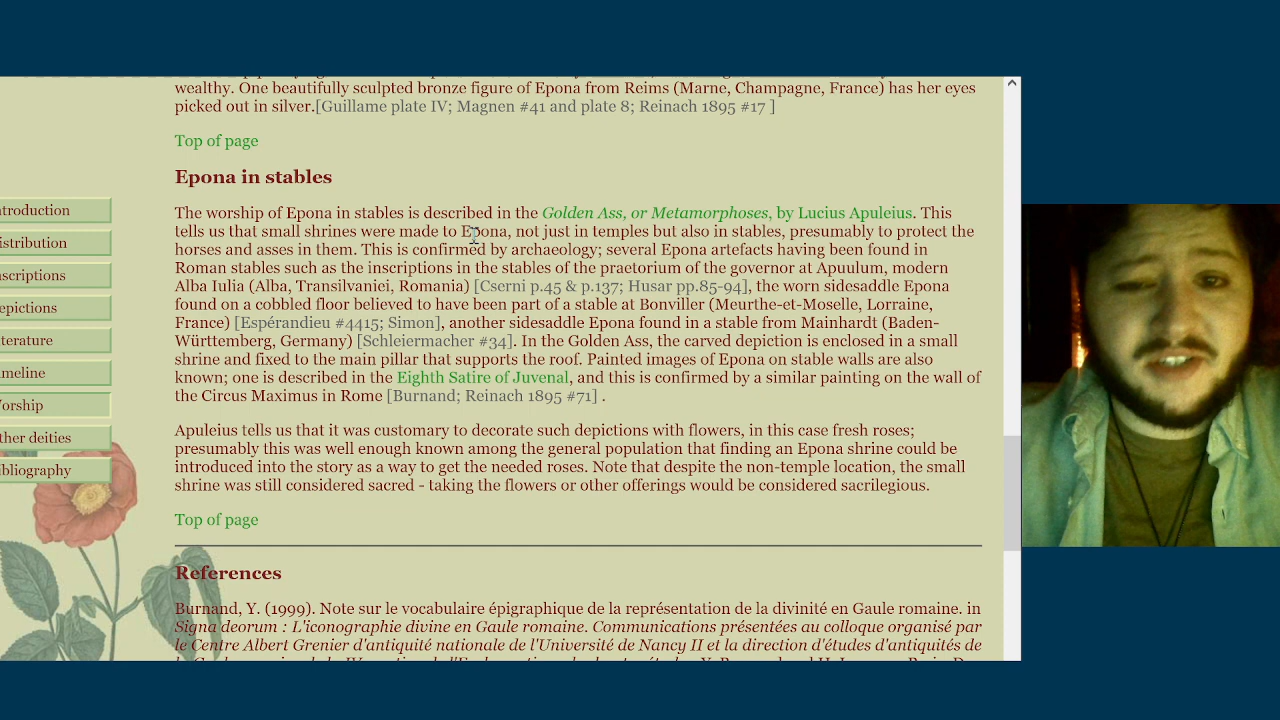 wealthy. One beautifully sculpted bronze figure of Epona from Reims (Marne, Champagne, France) has her eyes
picked out in silver.[Guillame plate IV; Magnen #41 and plate 8; Reinach 1895 #17 ]
Top of page
Epona in stables
The worship of Epona in stables is described in the Golden Ass, or Metamorphoses, by Lucius Apuleius. This
tells us that small shrines were made to Epona, not just in temples but also in stables, presumably to protect the
horses and asses in them. This is confirmed by archaeology; several Epona artefacts having been found in
Roman stables such as the inscriptions in the stables of the praetorium of the governor at Apuulum, modern
Alba Iulia (Alba, Transilvaniei, Romania) [Cserni p.45 & p.137; Husar pp.85-94], the worn sidesaddle Epona
found on a cobbled floor believed to have been part of a stable at Bonviller (Meurthe-et-Moselle, Lorraine,
France) [Espérandieu #4415; Simon], another sidesaddle Epona found in a stable from Mainhardt (Baden-
Württemberg, Germany) [Schleiermacher #34]. In the Golden Ass, the carved depiction is enclosed in a small
shrine and fixed to the main pillar that supports the roof. Painted images of Epona on stable walls are also
known; one is described in the Eighth Satire of Juvenal, and this is confirmed by a similar painting on the wall of
the Circus Maximus in Rome [Burnand; Reinach 1895 #71] .
Apuleius tells us that it was customary to decorate such depictions with flowers, in this case fresh roses;
presumably this was well enough known among the general population that finding an Epona shrine could be
introduced into the story as a way to get the needed roses. Note that despite the non-temple location, the small
shrine was still considered sacred - taking the flowers or other offerings would be considered sacrilegious.
Top of page
References
Burnand, Y. (1999). Note sur le vocabulaire épigraphique de la représentation de la divinité en Gaule romaine. in
Signa deorum : L'iconographie divine en Gaule romaine. Communications présentées au colloque organisé par
le Centre Albert Grenier d'antiquité nationale de l'Université de Nancy II et la direction d'études d'antiquités de
ntroduction
istribution
scriptions
epictions
terature
meline
orship
ther deities
bliography